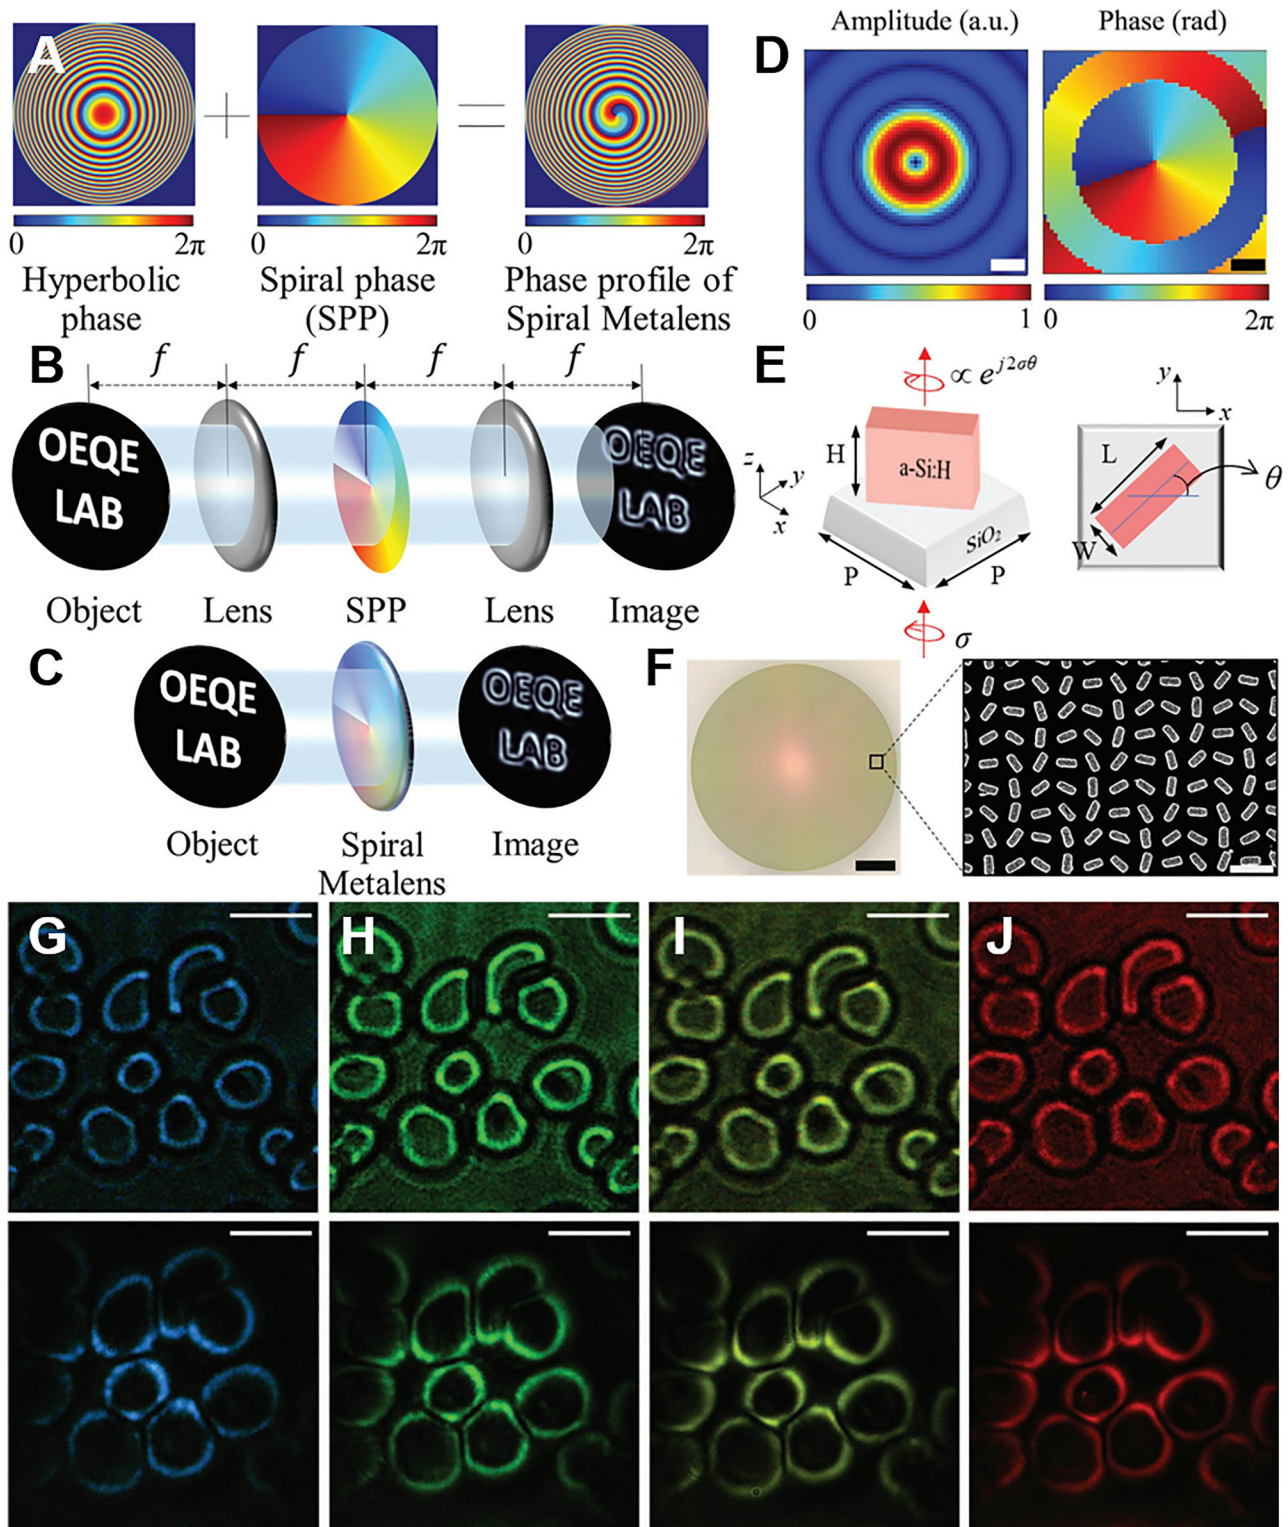 A
+
=
0 2π
0 2π
0 2π
Hyperbolic
phase
Spiral phase
(SPP)
Phase profile of
Spiral Metalens
D
Amplitude (a.u.)
Phase (rad)
0 1
0 2π
B
f f f f
OEQE
LAB
OEQE
LAB
Object
Lens
SPP
Lens
Image
C
OEQE
LAB
OEQE
LAB
Object
Spiral
Metalens
Image
E
∝ e^{j2σθ}
H
a-Si:H
z
y
x
SiO₂
P
P
σ
y
x
L
W
θ
F
G
H
I
J